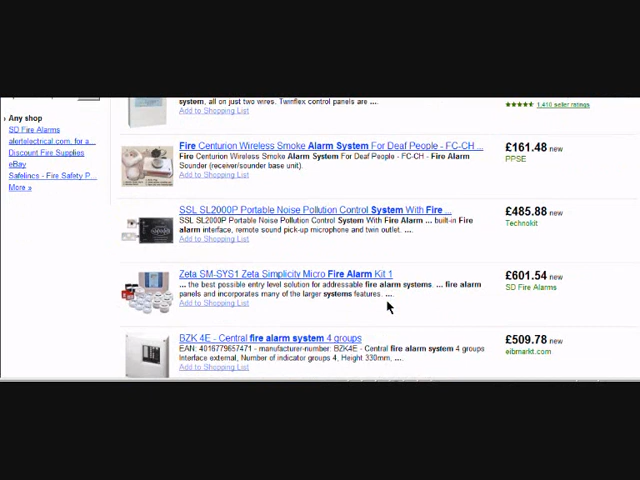 system, all on just two wires. Twinflex control panels are ....
Add to Shopping List
1,410 seller ratings
Any shop
SD Fire Alarms
alertelectrical.com, for a...
Discount Fire Supplies
eBay
Safelincs - Fire Safety P...
More »
Fire Centurion Wireless Smoke Alarm System For Deaf People - FC-CH ...
£161.48 new
Fire Centurion Wireless Smoke Alarm System For Deaf People - FC-CH - Fire Alarm
PPSE
Sounder (receiver/sounder base unit).
Add to Shopping List
SSL SL2000P Portable Noise Pollution Control System With Fire ...
£485.88 new
SSL SL2000P Portable Noise Pollution Control System With Fire Alarm ... built-in Fire
Technokit
alarm interface, remote sound pick-up microphone and twin outlet. ...
Add to Shopping List
Zeta SM-SYS1 Zeta Simplicity Micro Fire Alarm Kit 1
£601.54 new
... the best possible entry level solution for addressable fire alarm systems. ... fire alarm
SD Fire Alarms
panels and incorporates many of the larger systems features. ...
Add to Shopping List
BZK 4E - Central fire alarm system 4 groups
£509.78 new
EAN: 4016779657471 - manufacturer-number: BZK4E - Central fire alarm system 4 groups
eibmarkt.com
Interface external, Number of indicator groups 4, Height 330mm, ....
Add to Shopping List